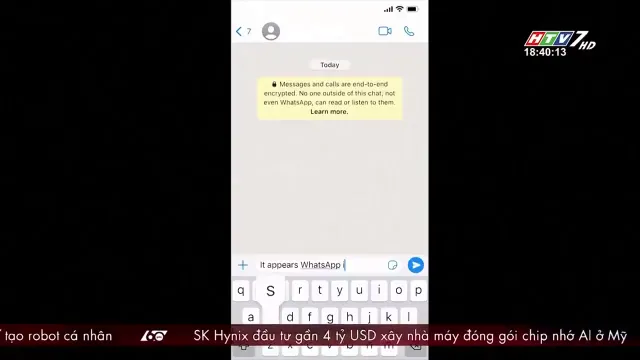 HTV7 HD
18:40:13
7
Today
Messages and calls are end-to-end
encrypted. No one outside of this chat, not
even WhatsApp, can read or listen to them.
Learn more.
It appears WhatsApp i
q S r t y u i o p
a d f g h j k l
tạo robot cá nhân 60 SK Hynix đầu tư gần 4 tỷ USD xây nhà máy đóng gói chip nhớ AI ở Mỹ